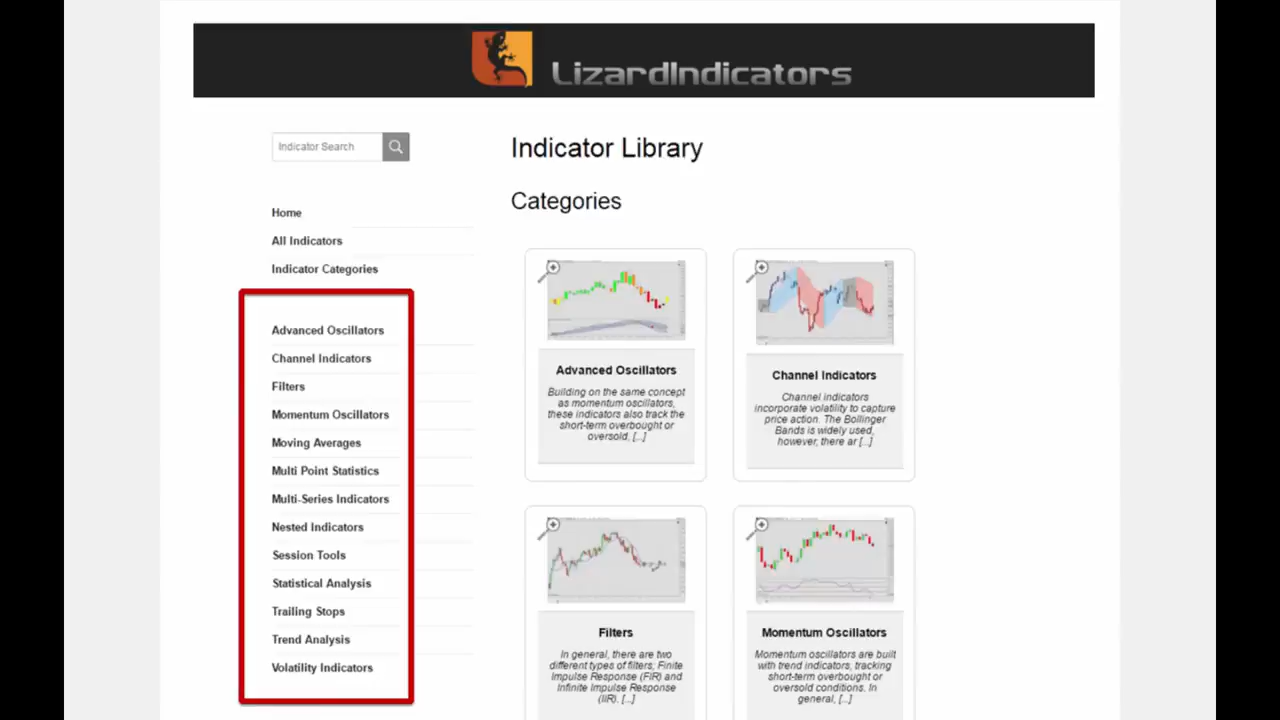 LizardIndicators
Indicator Search
Home
All Indicators
Indicator Categories
Advanced Oscillators
Channel Indicators
Filters
Momentum Oscillators
Moving Averages
Multi Point Statistics
Multi-Series Indicators
Nested Indicators
Session Tools
Statistical Analysis
Trailing Stops
Trend Analysis
Volatility Indicators
Indicator Library
Categories
Advanced Oscillators
Building on the same concept
as momentum oscillators,
these indicators also track the
short-term overbought or
oversold, [...]
Channel Indicators
Channel indicators
incorporate volatility to capture
price action. The Bollinger
Bands is widely used,
however, there ar [...]
Filters
In general, there are two
different types of filters; Finite
Impulse Response (FIR) and
Infinite Impulse Response
(IIR). [...]
Momentum Oscillators
Momentum oscillators are built
with trend indicators, tracking
short-term overbought or
oversold conditions. In
general, [...]